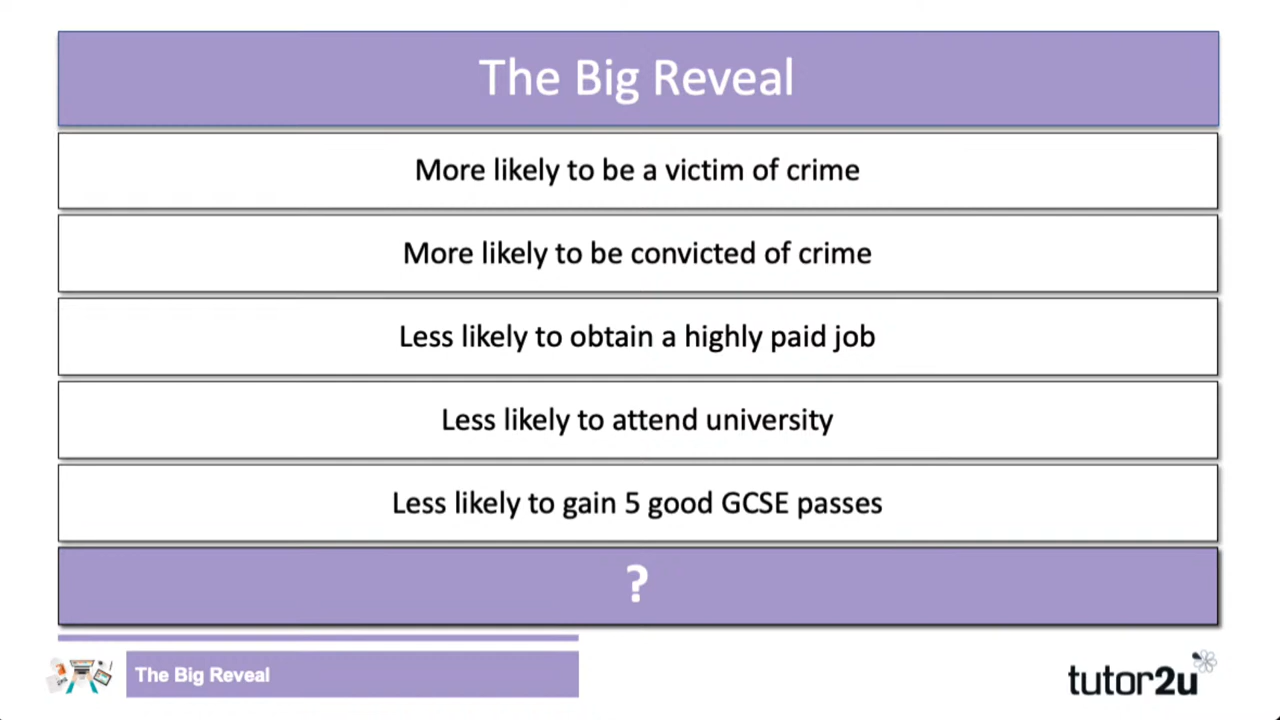 The Big Reveal
More likely to be a victim of crime
More likely to be convicted of crime
Less likely to obtain a highly paid job
Less likely to attend university
Less likely to gain 5 good GCSE passes
?
The Big Reveal
tutor2u